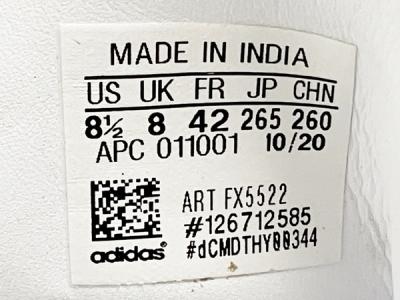 MADE IN INDIA
US UK FR JP CHN
8½ 8 42 265 260
APC 011001 10/20
ART FX5522
#126712585
adidas #dCMDTHY00344